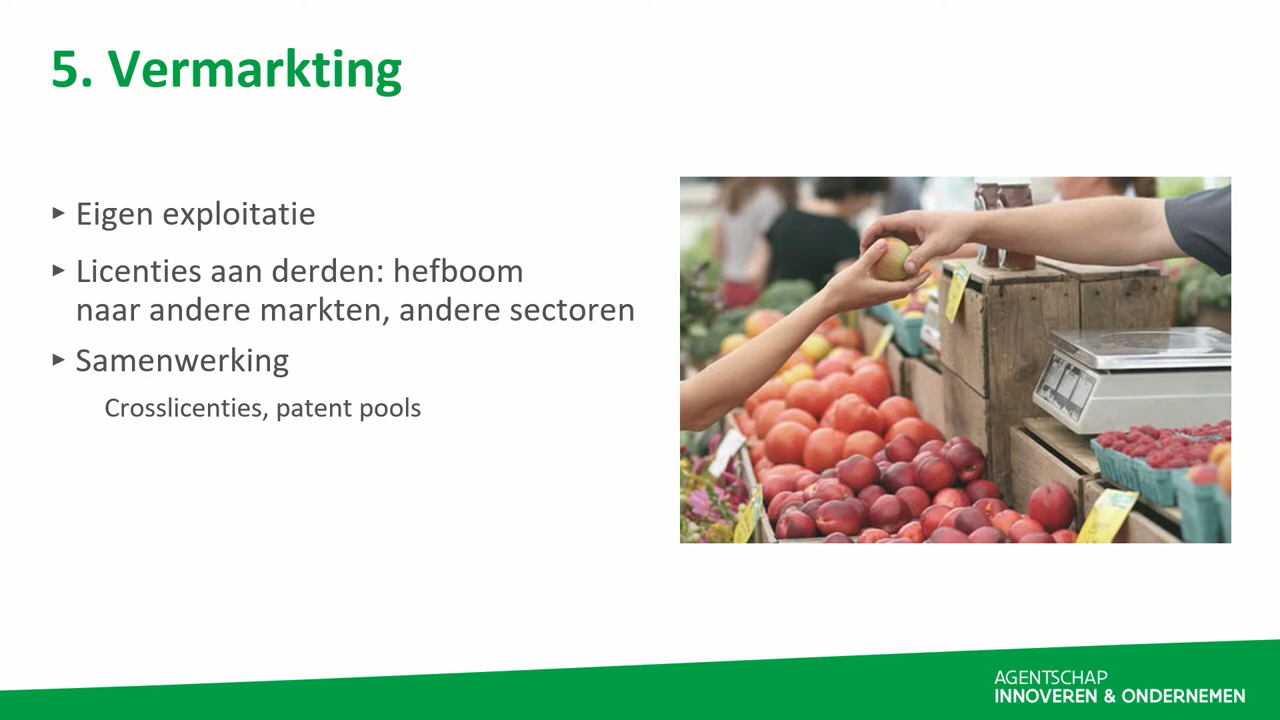 5. Vermarkting
▸ Eigen exploitatie
▸ Licenties aan derden: hefboom
naar andere markten, andere sectoren
▸ Samenwerking
Crosslicenties, patent pools
AGENTSCHAP
INNOVEREN & ONDERNEMEN